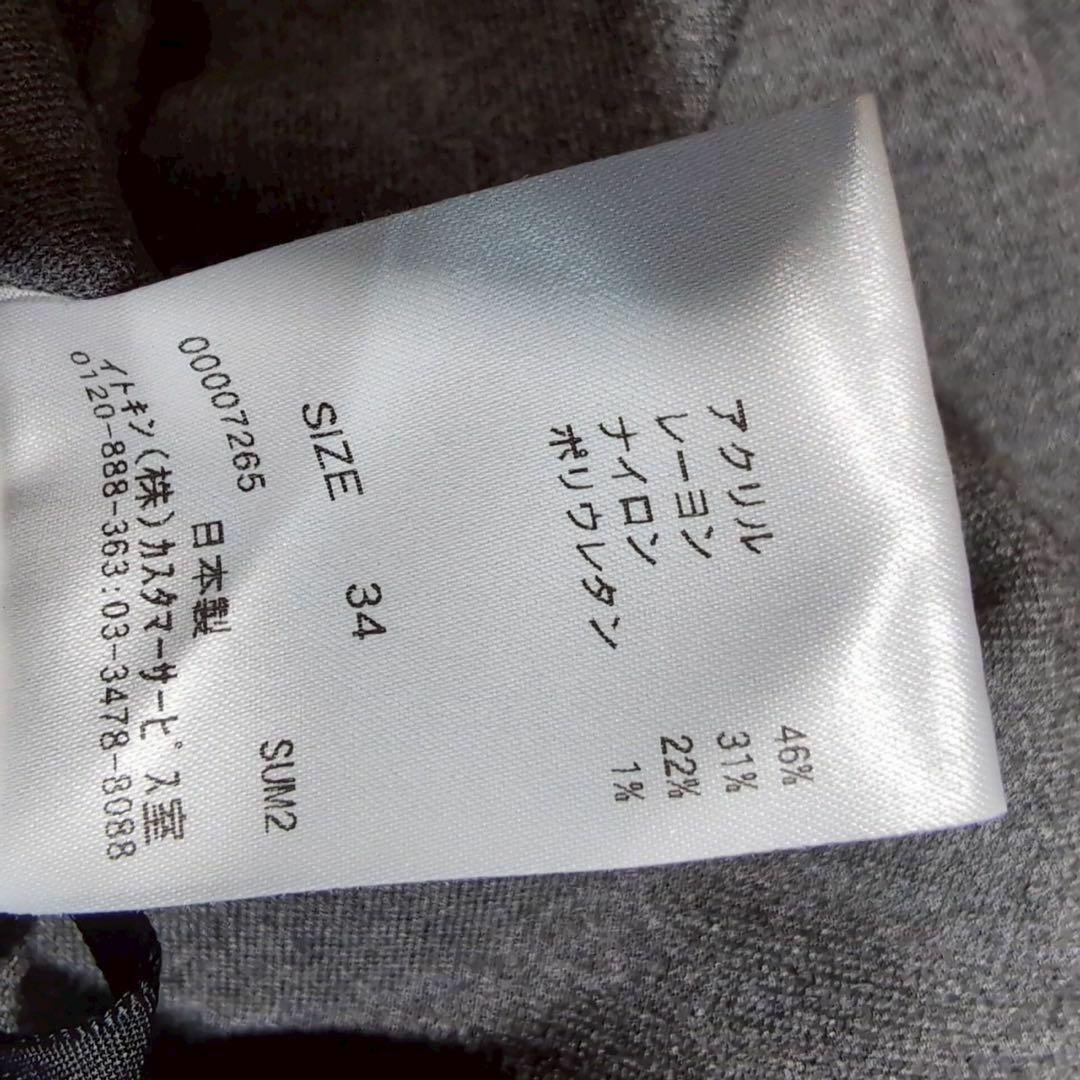 アクリル 46%
レーヨン 31%
ナイロン 22%
ポリウレタン 1%
SIZE 34
SUM2
00007265 日本製
イトキン(株)カスタマーサービス室
0120-888-363:03-3478-8088